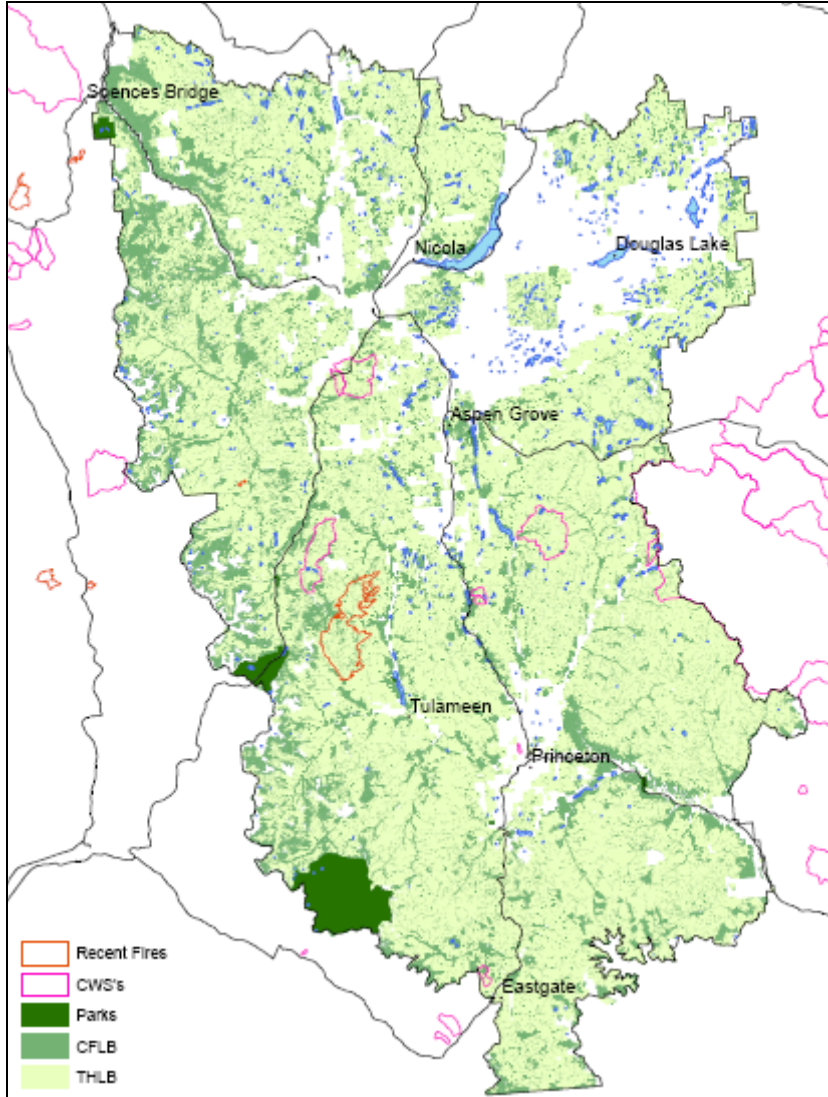 Spences Bridge
Nicola
Douglas Lake
Aspen Grove
Tulameen
Princeton
Eastgate
Recent Fires
CWS's
Parks
CFLB
THLB